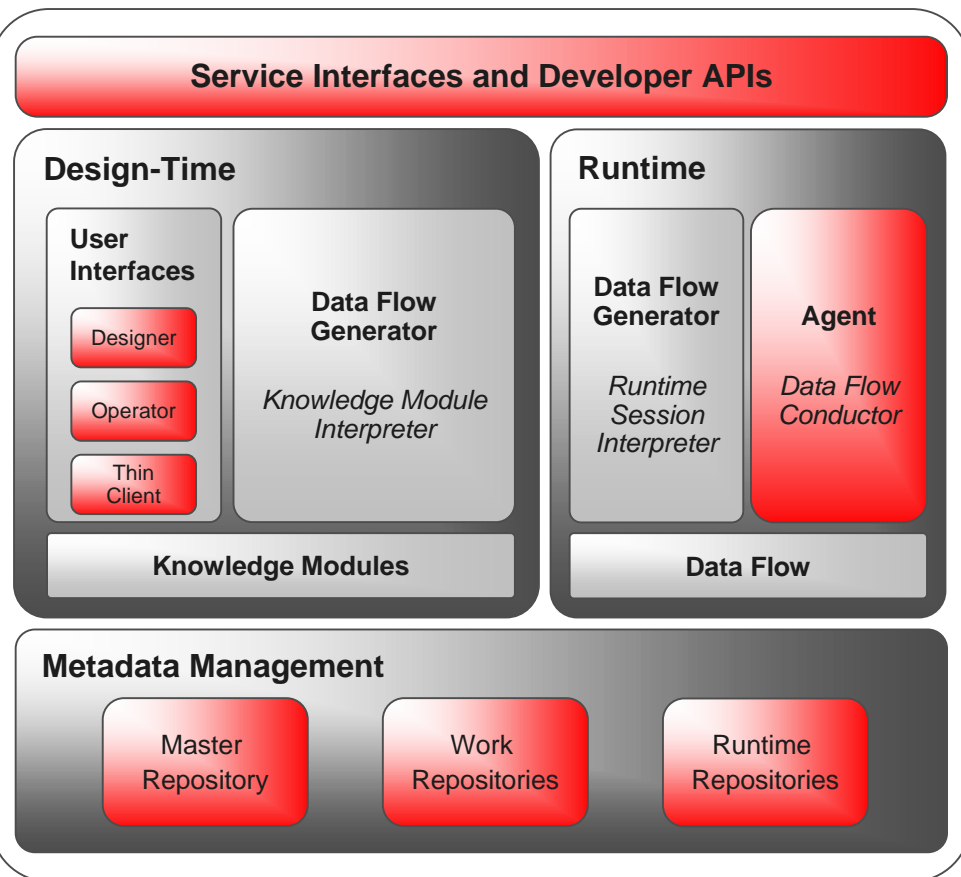 Service Interfaces and Developer APIs
Design-Time
User
Interfaces
Designer
Operator
Thin
Client
Data Flow
Generator
Knowledge Module
Interpreter
Knowledge Modules
Runtime
Data Flow
Generator
Runtime
Session
Interpreter
Agent
Data Flow
Conductor
Data Flow
Metadada Management
Master
Repository
Work
Repositories
Runtime
Repositories